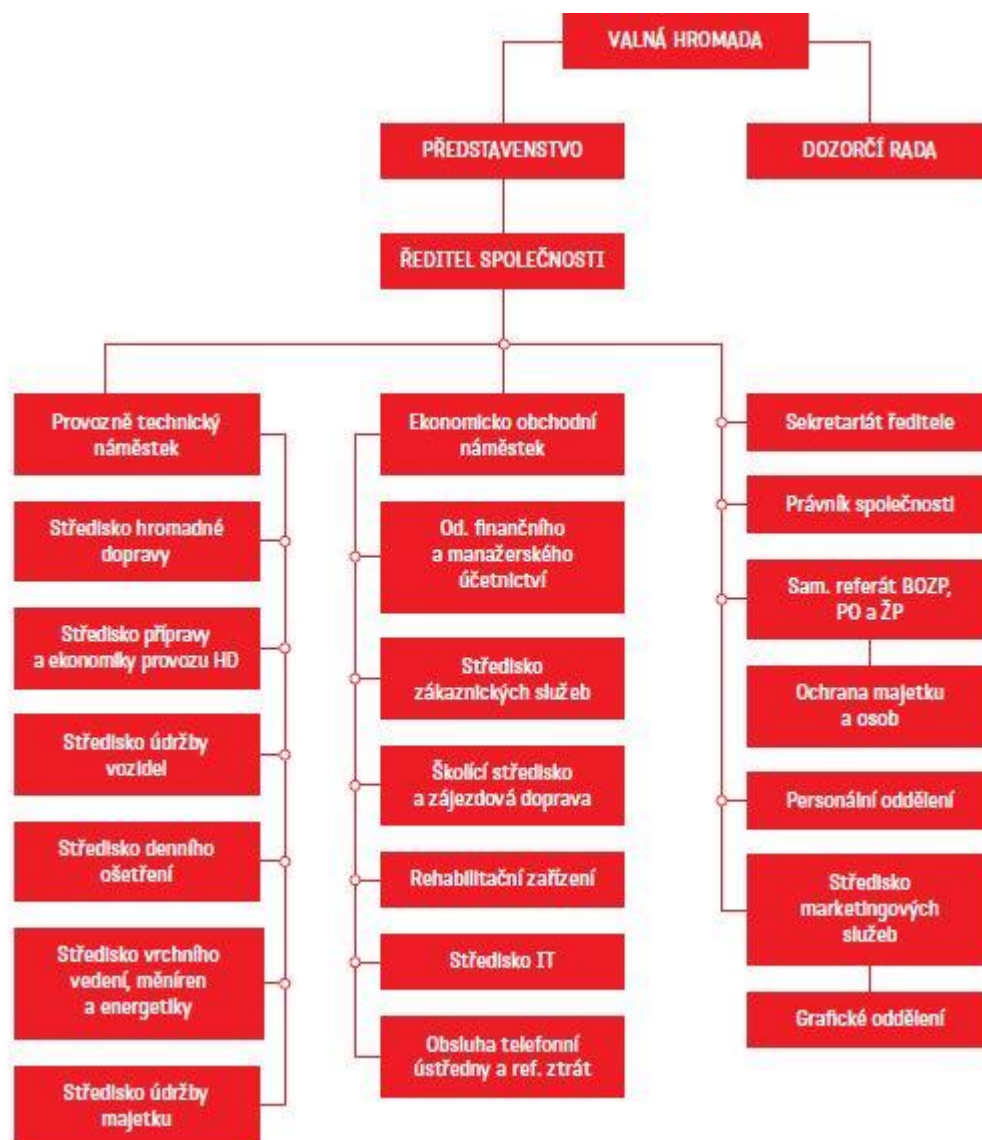 VALNÁ HROMADA
PŘEDSTAVENSTVO
DOZORČÍ RADA
ŘEDITEL SPOLEČNOSTI
Provozně technický
náměstek
Středisko hromadné
dopravy
Středisko přípravy
a ekonomiky provozu HD
Středisko údržby
vozidel
Středisko denního
ošetření
Středisko vrchního
vedení, měníren
a energetiky
Středisko údržby
majetku
Ekonomicko obchodní
náměstek
Od. finančního
a manažerského
účetnictví
Středisko
zákaznických služeb
Školící středisko
a zájezdová doprava
Rehabilitační zařízení
Středisko IT
Obsluha telefonní
ústředny a ref. ztrát
Sekretariát ředitele
Právník společnosti
Sam. referát BOZP,
PO a ŽP
Ochrana majetku
a osob
Personální oddělení
Středisko
marketingových
služeb
Grafické oddělení